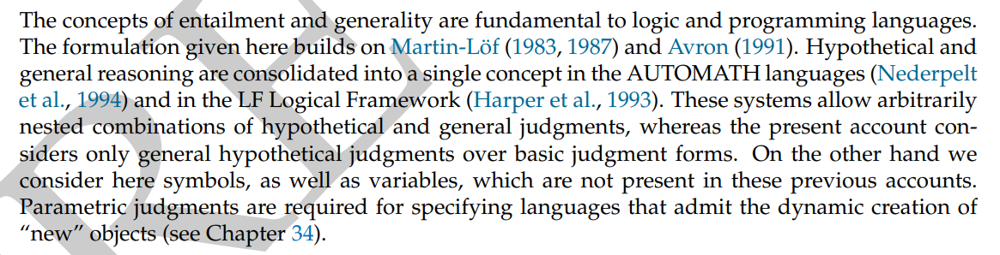 The concepts of entailment and generality are fundamental to logic and programming languages.
The formulation given here builds on Martin-Löf (1983, 1987) and Avron (1991). Hypothetical and
general reasoning are consolidated into a single concept in the AUTOMATH languages (Nederpelt
et al., 1994) and in the LF Logical Framework (Harper et al., 1993). These systems allow arbitrarily
nested combinations of hypothetical and general judgments, whereas the present account con-
siders only general hypothetical judgments over basic judgment forms. On the other hand we
consider here symbols, as well as variables, which are not present in these previous accounts.
Parametric judgments are required for specifying languages that admit the dynamic creation of
“new” objects (see Chapter 34).